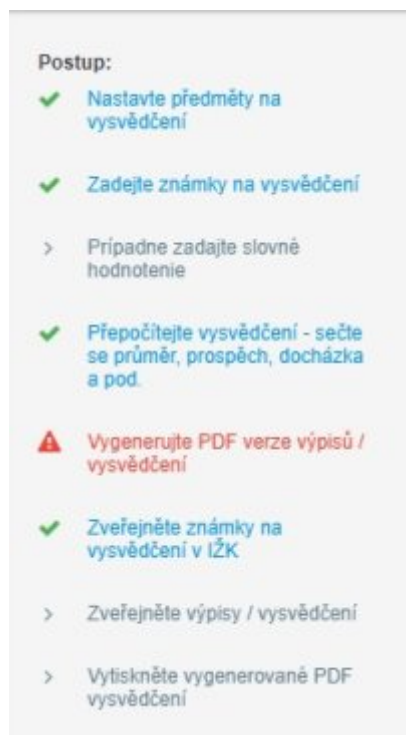 Postup:
Nastavte předměty na
vysvědčení
Zadejte známky na vysvědčení
Prípadne zadajte slovné
hodnotenie
Přepočítejte vysvědčení - sečte
se průměr, prospěch, docházka
a pod.
Vygenerujte PDF verze výpisů /
vysvědčení
Zveřejněte známky na
vysvědčení v IŽK
Zveřejněte výpisy / vysvědčení
Vytiskněte vygenerované PDF
vysvědčení